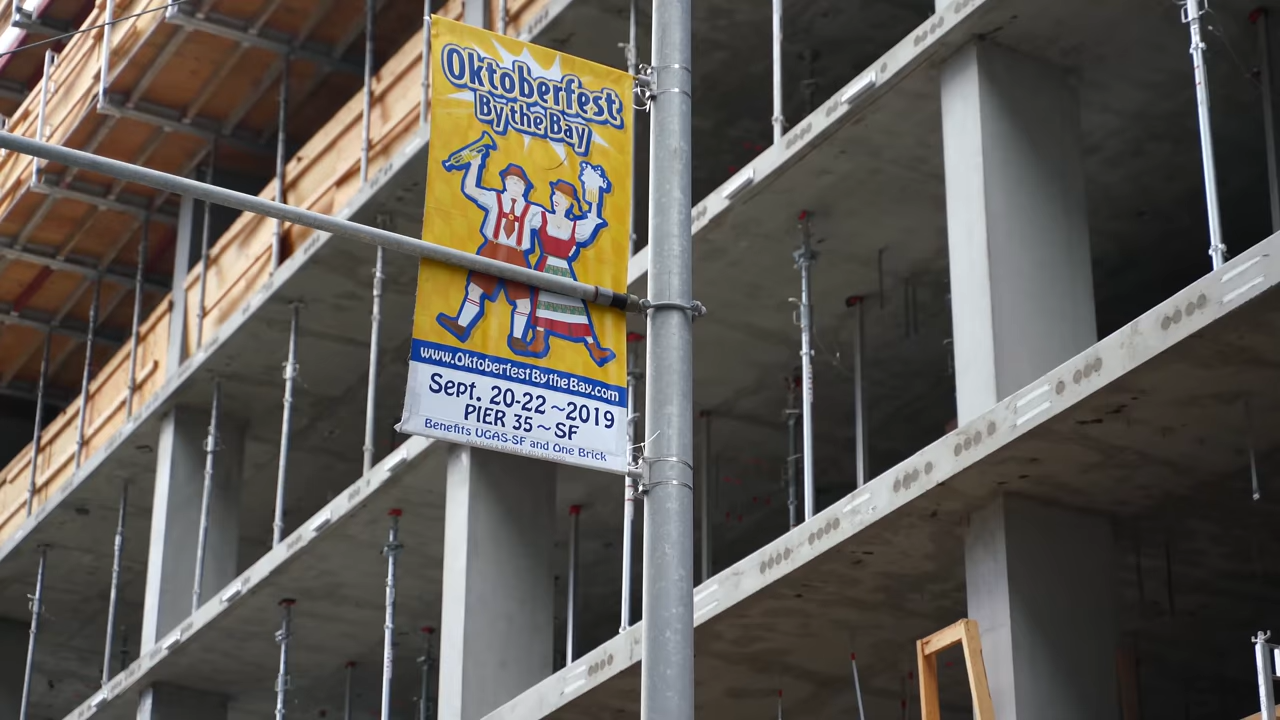 Oktoberfest
By the Bay
www.OktoberfestByTheBay.com
Sept. 20-22 ~ 2019
PIER 35 ~ SF
Benefits UGAS-SF and One Brick